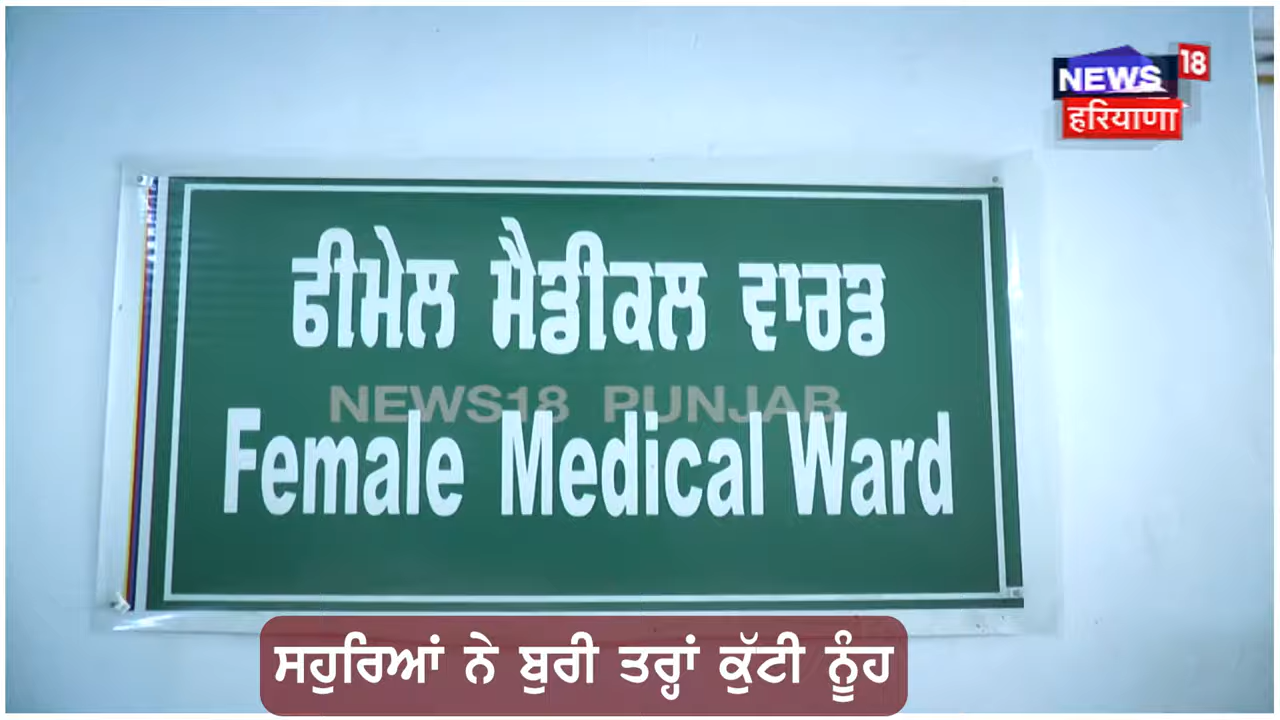 NEWS 18
हरियाणा
ਫੀਮੇਲ ਮੈਡੀਕਲ ਵਾਰਡ
NEWS18 PUNJAB
Female Medical Ward
ਸਹੁਰਿਆਂ ਨੇ ਬੁਰੀ ਤਰ੍ਹਾਂ ਕੁੱਟੀ ਨੂੰਹ